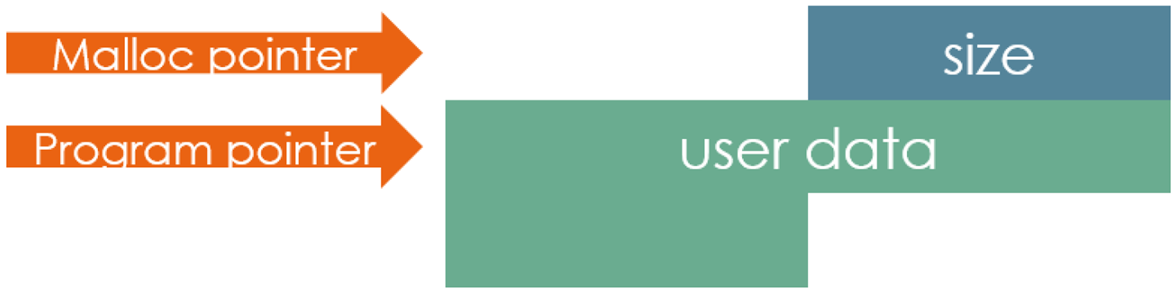 Malloc pointer
size
Program pointer
user data